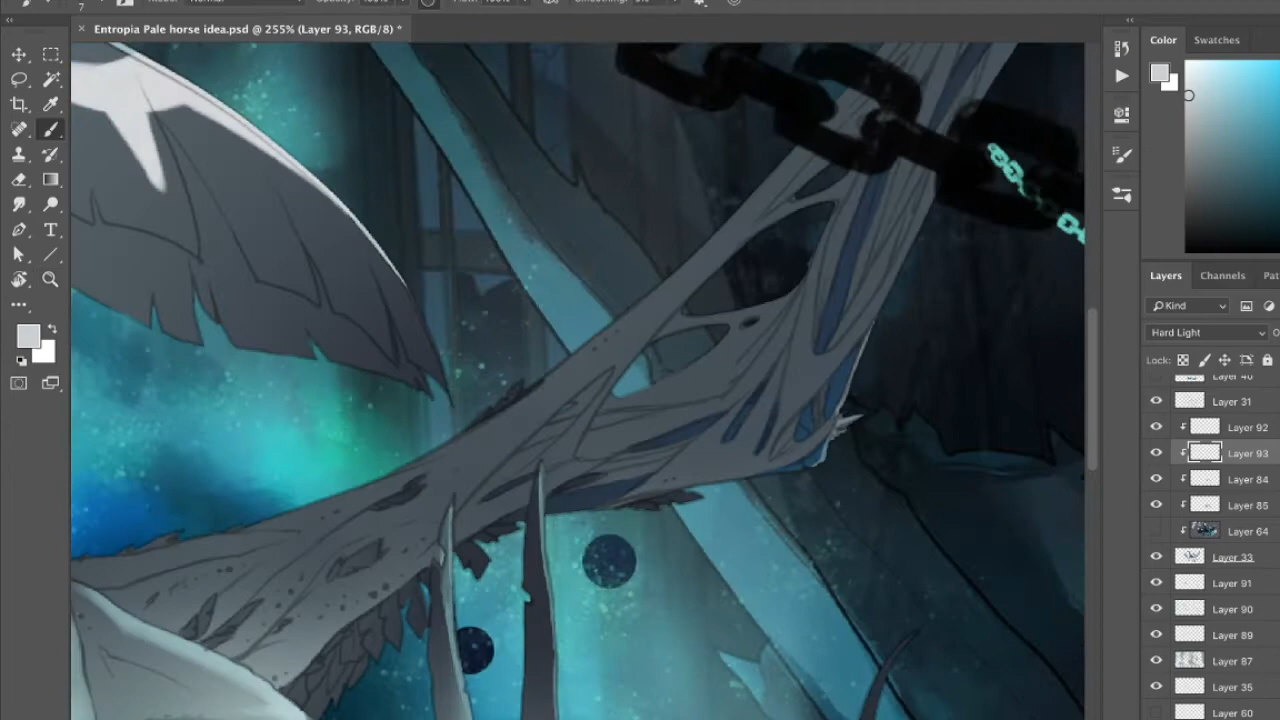 7
× Entropia Pale horse idea.psd @ 255% (Layer 93, RGB/8) *
Color
Swatches
Layers
Channels
Kind
Hard Light
Lock:
Layer 31
Layer 92
Layer 93
Layer 84
Layer 85
Layer 64
Layer 33
Layer 91
Layer 90
Layer 89
Layer 87
Layer 35
Layer 60